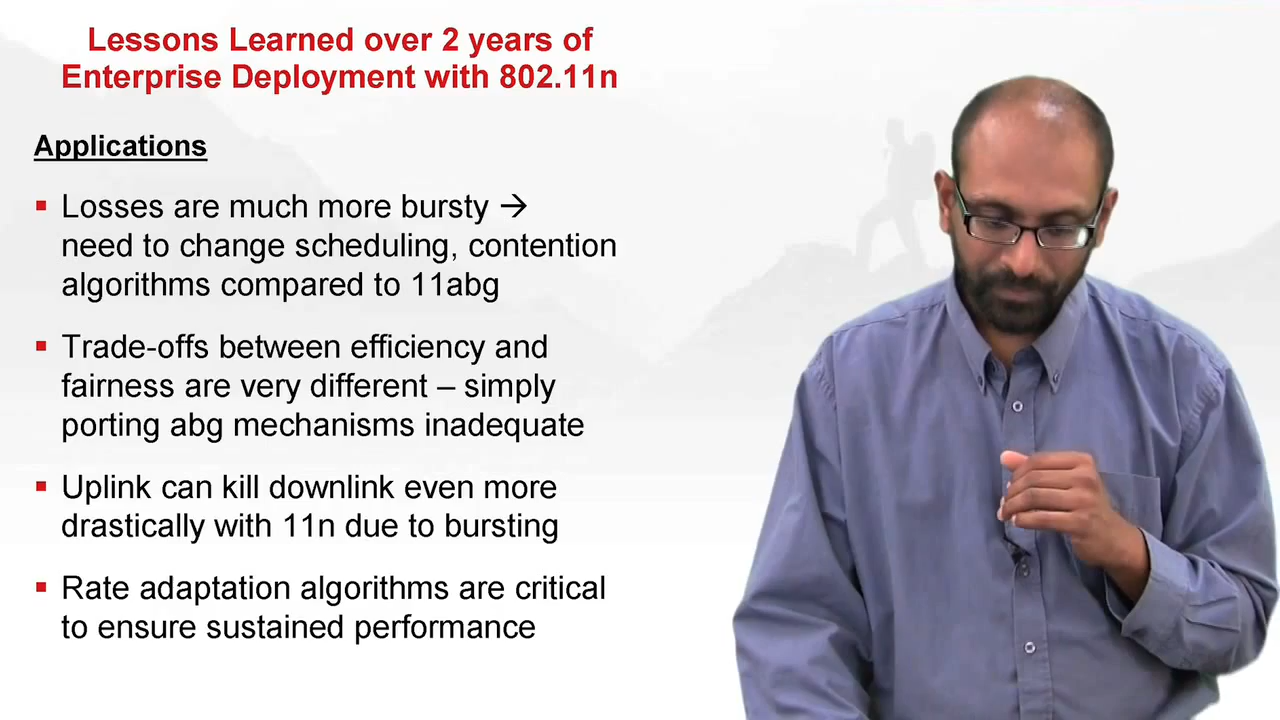 Lessons Learned over 2 years of
Enterprise Deployment with 802.11n
Applications
▪ Losses are much more bursty →
need to change scheduling, contention
algorithms compared to 11abg
▪ Trade-offs between efficiency and
fairness are very different – simply
porting abg mechanisms inadequate
▪ Uplink can kill downlink even more
drastically with 11n due to bursting
▪ Rate adaptation algorithms are critical
to ensure sustained performance